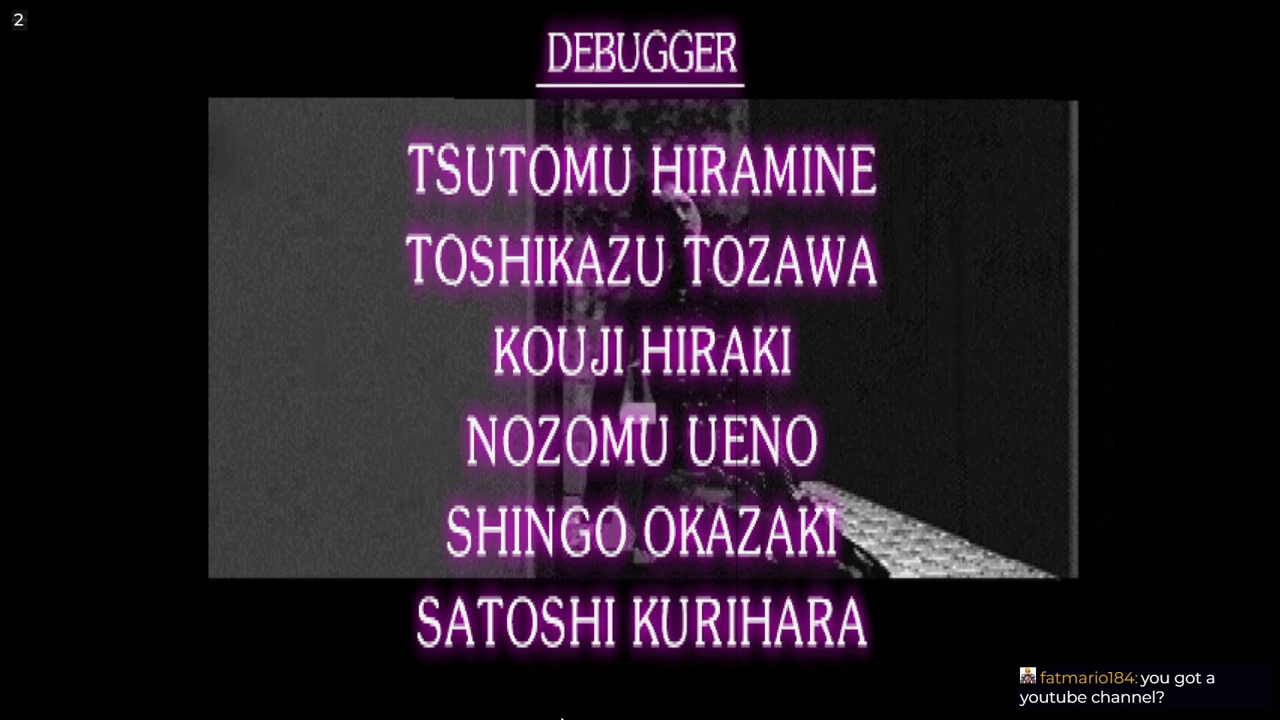 2
DEBUGGER
TSUTOMU HIRAMINE
TOSHIKAZU TOZAWA
KOUJI HIRAKI
NOZOMU UENO
SHINGO OKAZAKI
SATOSHI KURIHARA
fatmario184: you got a
youtube channel?